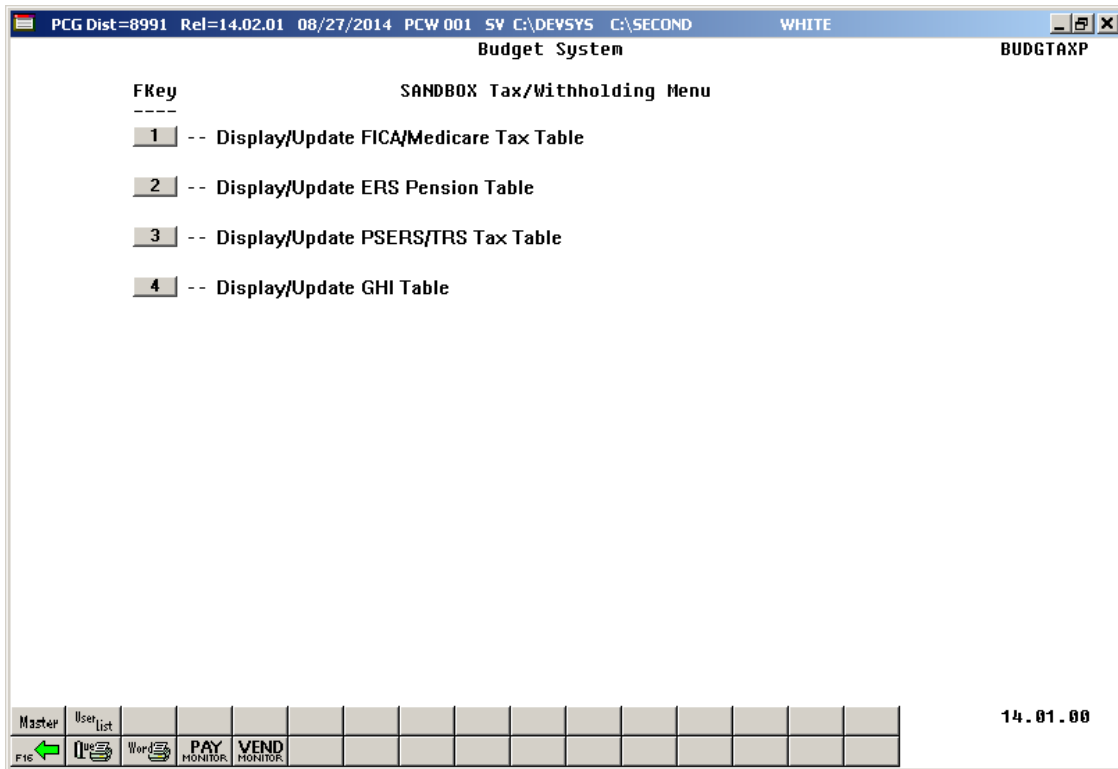 PCG Dist=8991 Rel=14.02.01 08/27/2014 PCW 001 SV C:\DEVSYS C:\SECOND WHITE
Budget System BUDGTAXP
FKey SANDBOX Tax/Withholding Menu
----
1 -- Display/Update FICA/Medicare Tax Table
2 -- Display/Update ERS Pension Table
3 -- Display/Update PSERS/TRS Tax Table
4 -- Display/Update GHI Table
Master User List 14.01.00
F16 Que Word PAY MONITOR VEND MONITOR